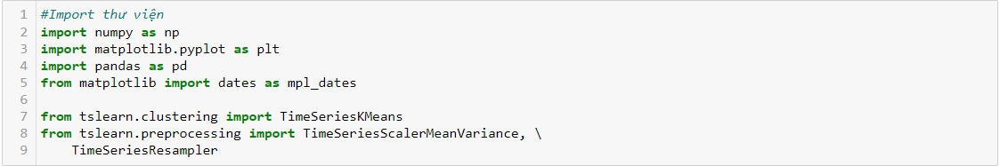 1 #Import thư viện
2 import numpy as np
3 import matplotlib.pyplot as plt
4 import pandas as pd
5 from matplotlib import dates as mpl_dates
6
7 from tslearn.clustering import TimeSeriesKMeans
8 from tslearn.preprocessing import TimeSeriesScalerMeanVariance, \
9     TimeSeriesResampler